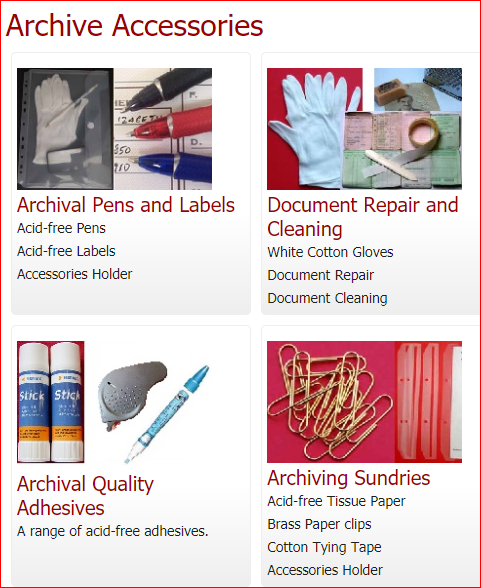 Archive Accessories
Archival Pens and Labels
Acid-free Pens
Acid-free Labels
Accessories Holder
Document Repair and
Cleaning
White Cotton Gloves
Document Repair
Document Cleaning
Stick
Stick
Archival Quality
Adhesives
A range of acid-free adhesives.
Archiving Sundries
Acid-free Tissue Paper
Brass Paper clips
Cotton Tying Tape
Accessories Holder